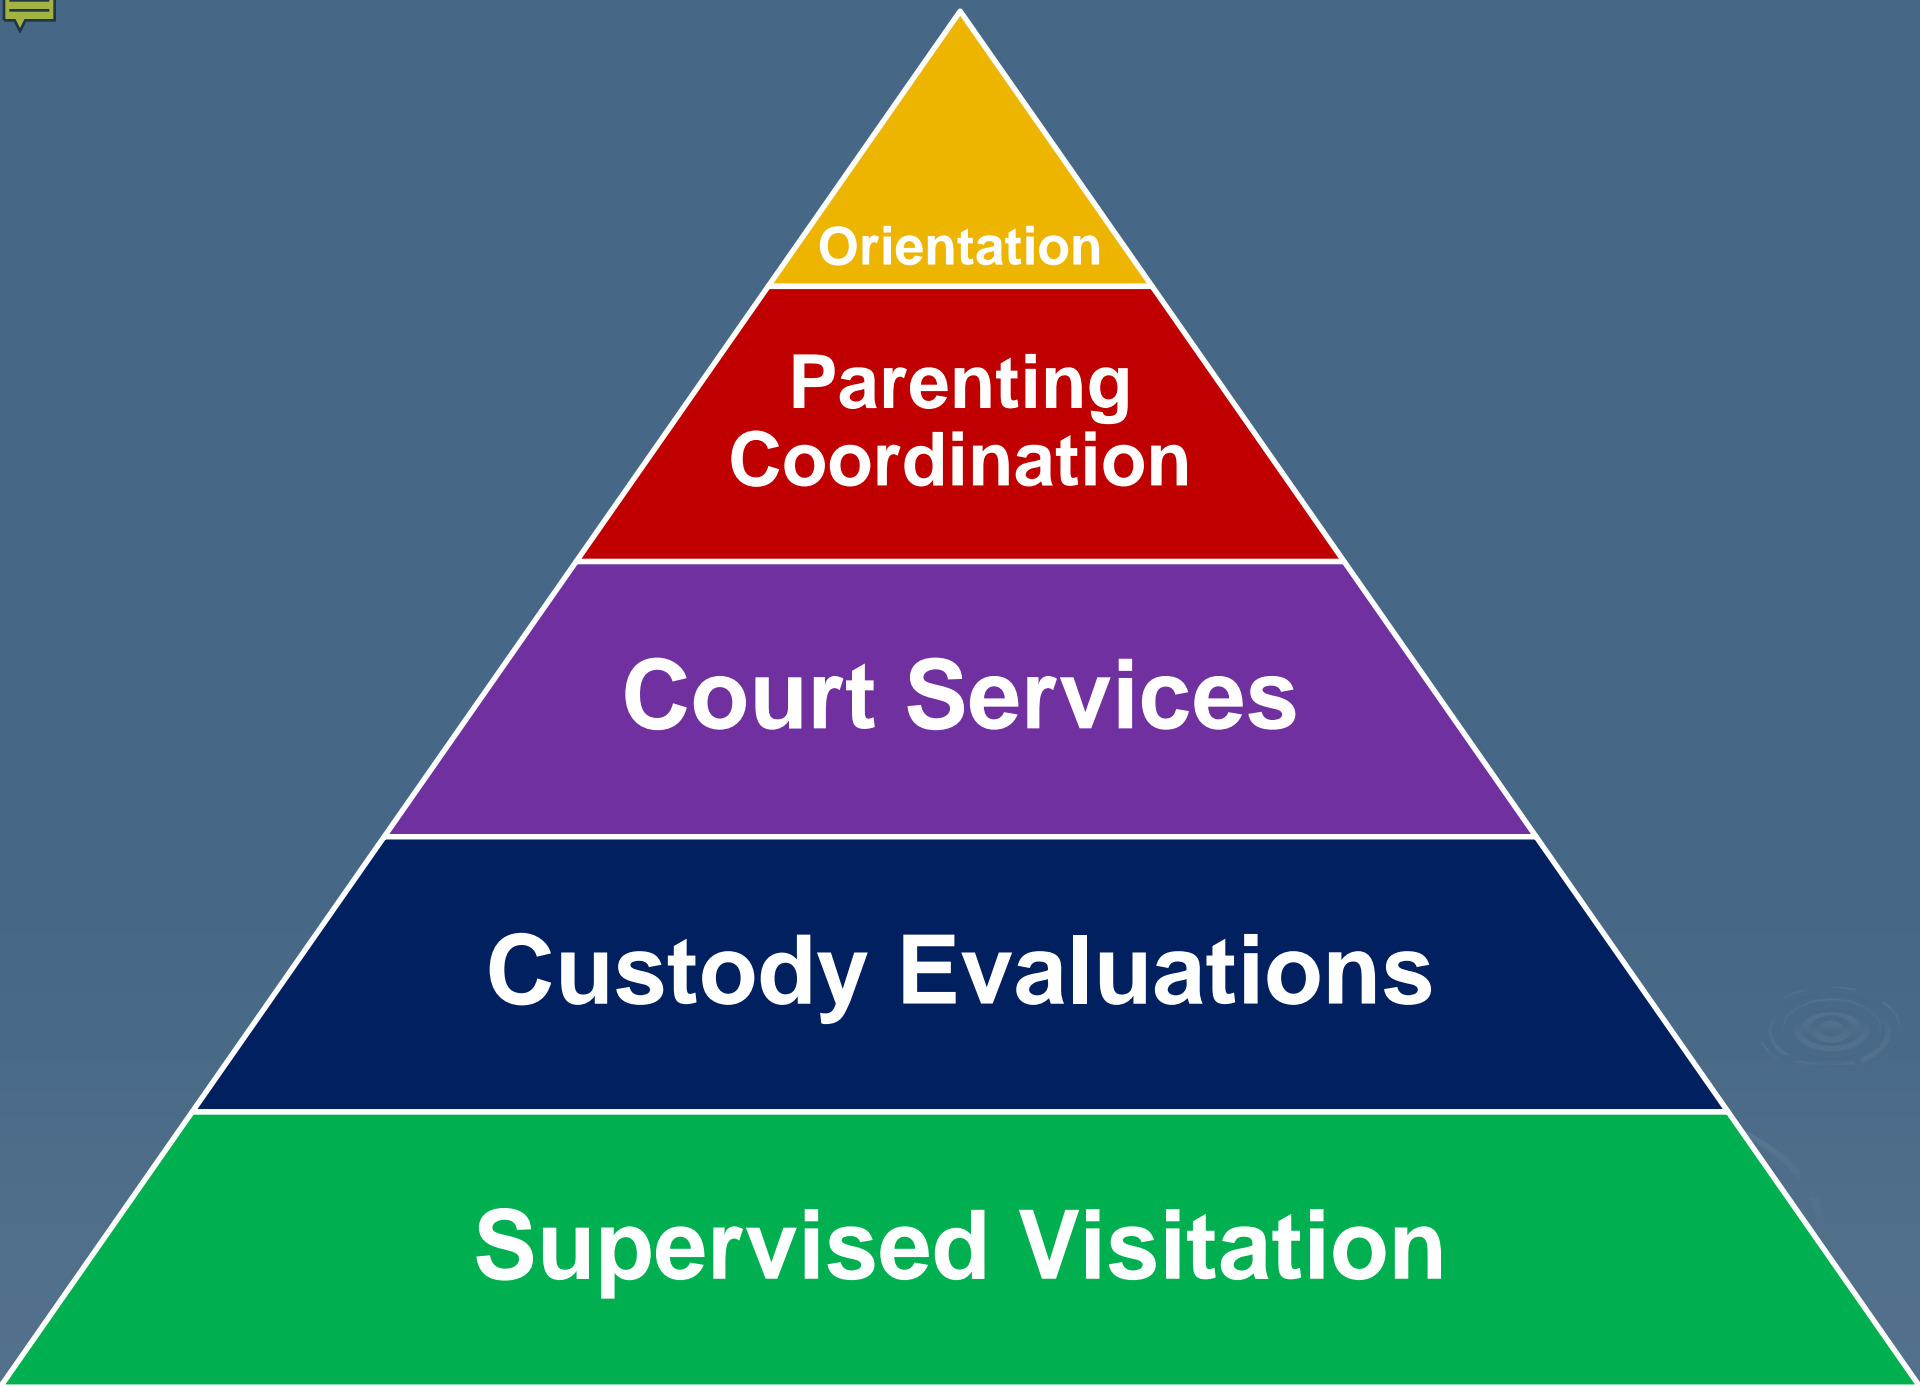 Orientation
Parenting
Coordination
Court Services
Custody Evaluations
Supervised Visitation